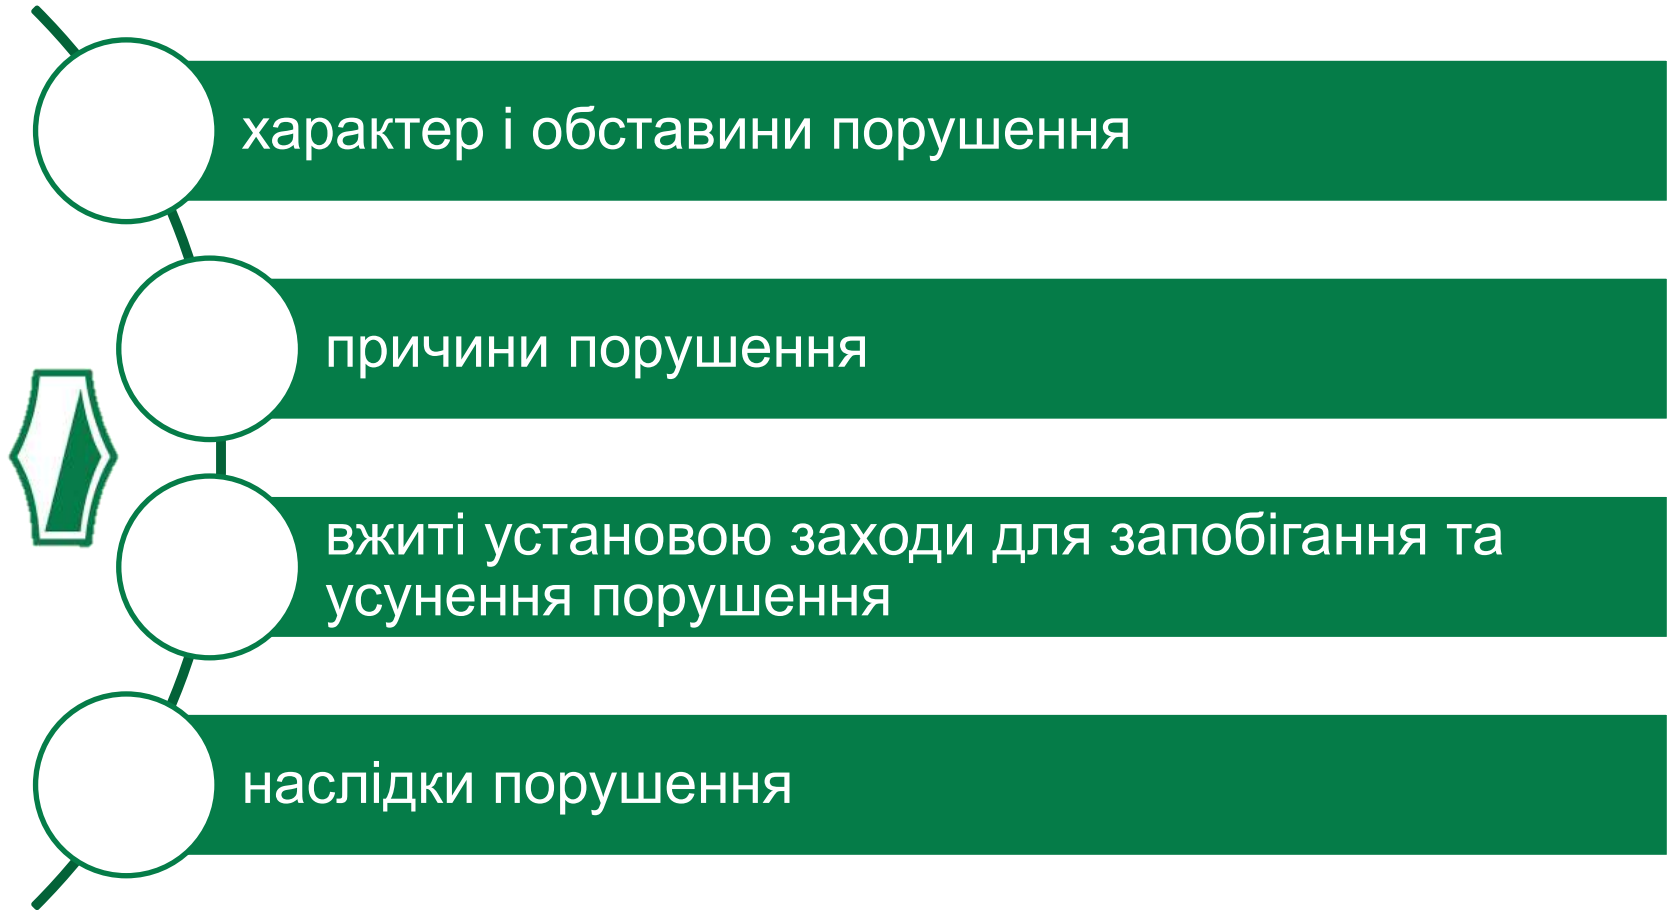 характер і обставини порушення
причини порушення
вжиті установою заходи для запобігання та
усунення порушення
наслідки порушення